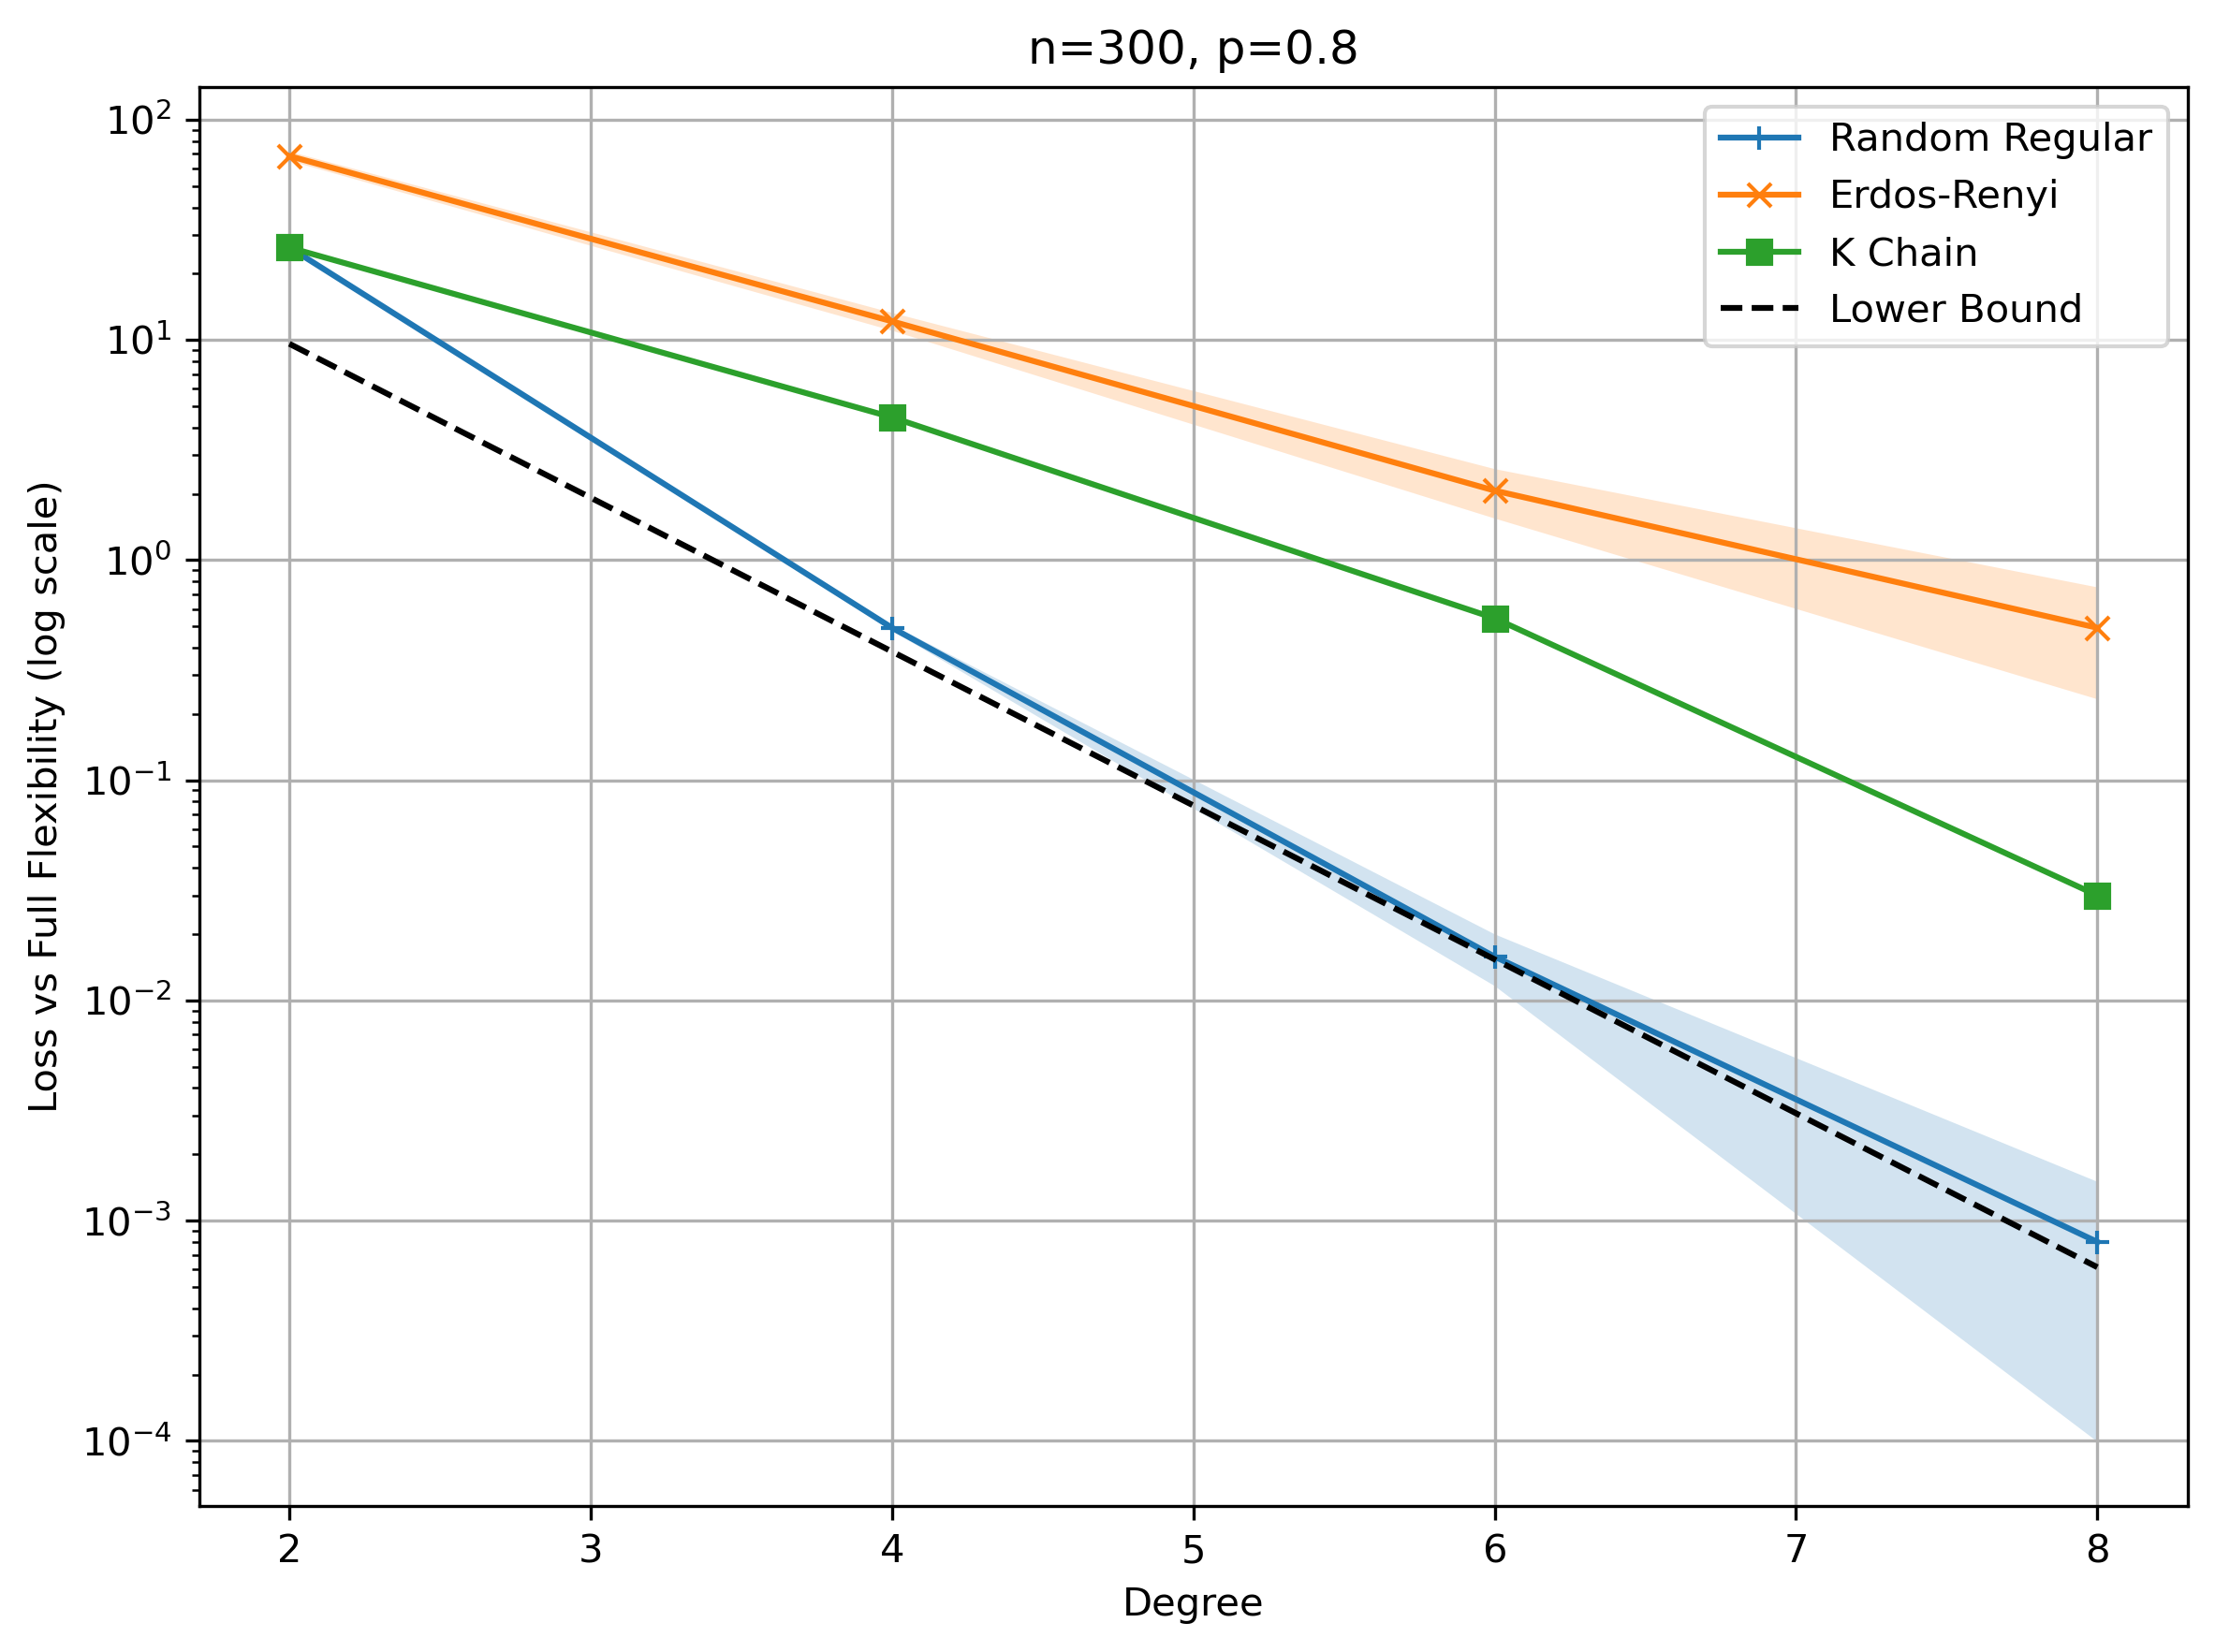 n=300, p=0.8
Loss vs Full Flexibility (log scale)
10²
10¹
10⁰
10⁻¹
10⁻²
10⁻³
10⁻⁴
Random Regular
Erdos-Renyi
K Chain
Lower Bound
2 3 4 5 6 7 8
Degree